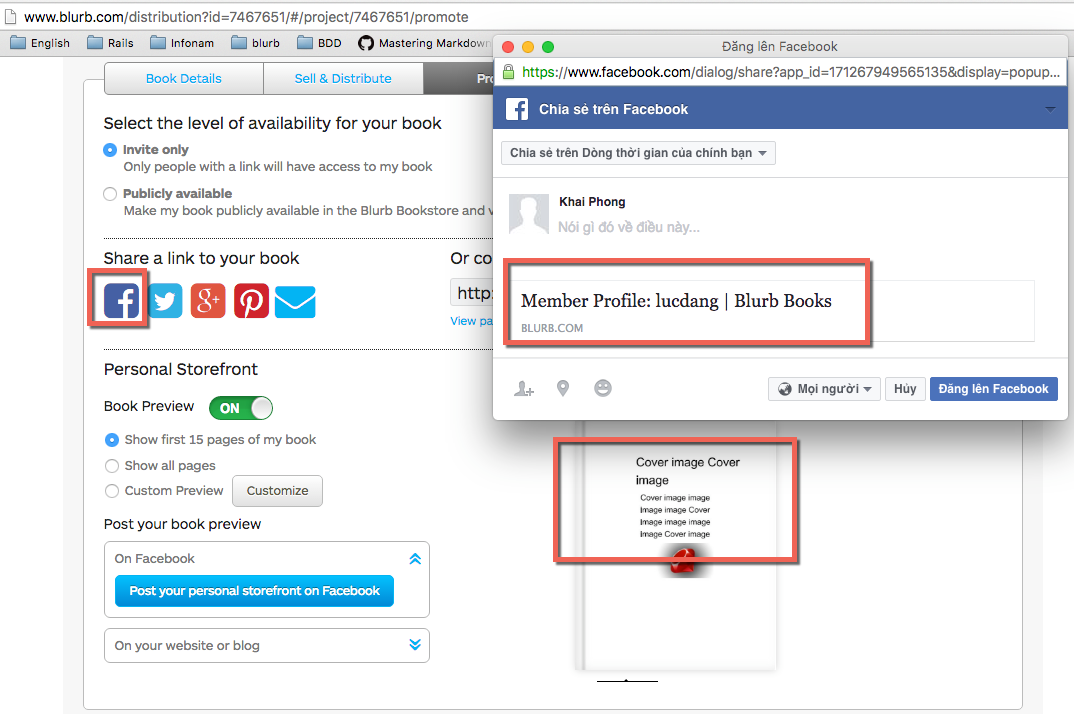 www.blurb.com/distribution?id=7467651/#/project/7467651/promote
English Rails Infonam blurb BDD Mastering Markdow
Book Details Sell & Distribute Pro
Select the level of availability for your book
Invite only
Only people with a link will have access to my book
Publicly available
Make my book publicly available in the Blurb Bookstore and v
Share a link to your book
Or co
http:
View pa
Personal Storefront
Book Preview ON
Show first 15 pages of my book
Show all pages
Custom Preview Customize
Post your book preview
On Facebook
Post your personal storefront on Facebook
On your website or blog
Đăng lên Facebook
https://www.facebook.com/dialog/share?app_id=171267949565135&display=popup...
Chia sẻ trên Facebook
Chia sẻ trên Dòng thời gian của chính bạn
Khai Phong
Nói gì đó về điều này...
Member Profile: lucdang | Blurb Books
BLURB.COM
Mọi người Hủy Đăng lên Facebook
Cover image Cover
image
Cover image image
Image image Cover
Image image image
Image Cover image